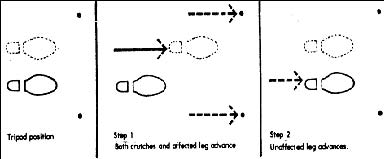 Tripod position
Step 1
Both crutches and affected leg advance
Step 2
Unaffected leg advances.